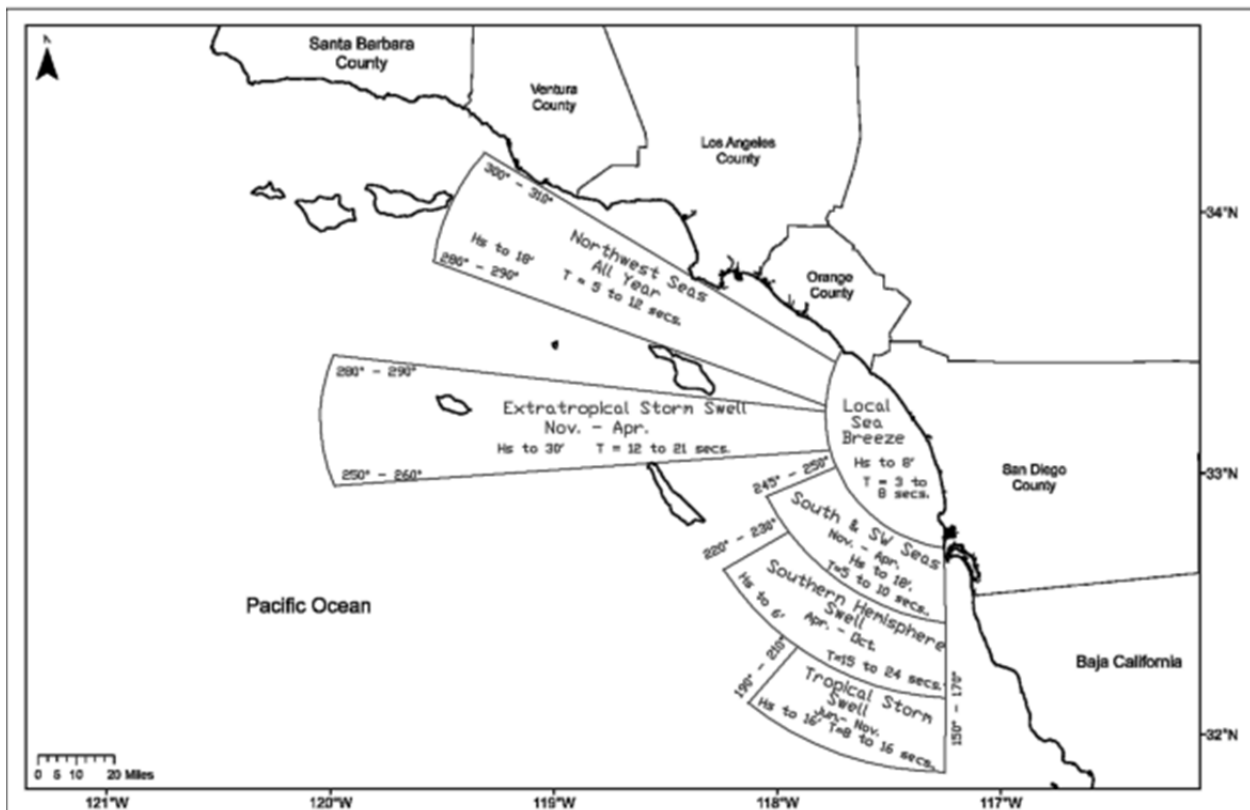 Santa Barbara
County
Ventura
County
Los Angeles
County
Orange
County
San Diego
County
Baja California
Pacific Ocean
300° - 310°
Northwest Seas
All Year
Hs to 18'
T = 5 to 12 secs.
280° - 290°
280° - 290°
Extratropical Storm Swell
Nov. - Apr.
Hs to 30' T = 12 to 21 secs.
250° - 260°
Local
Sea
Breeze
Hs to 8'
T = 3 to
8 secs.
245° - 250°
South & SW Seas
Nov. - Apr.
Hs to 18'.
T=5 to 10 secs.
220° - 230°
Southern Hemisphere
Swell
Apr. - Oct.
Hs to 6'
T=15 to 24 secs.
190° - 210°
Tropical Storm
Swell
Jun- Nov.
Hs to 16' T=8 to 16 secs.
150° - 170°
34°N
33°N
32°N
0 5 10 20 Miles
121°W
120°W
119°W
118°W
117°W